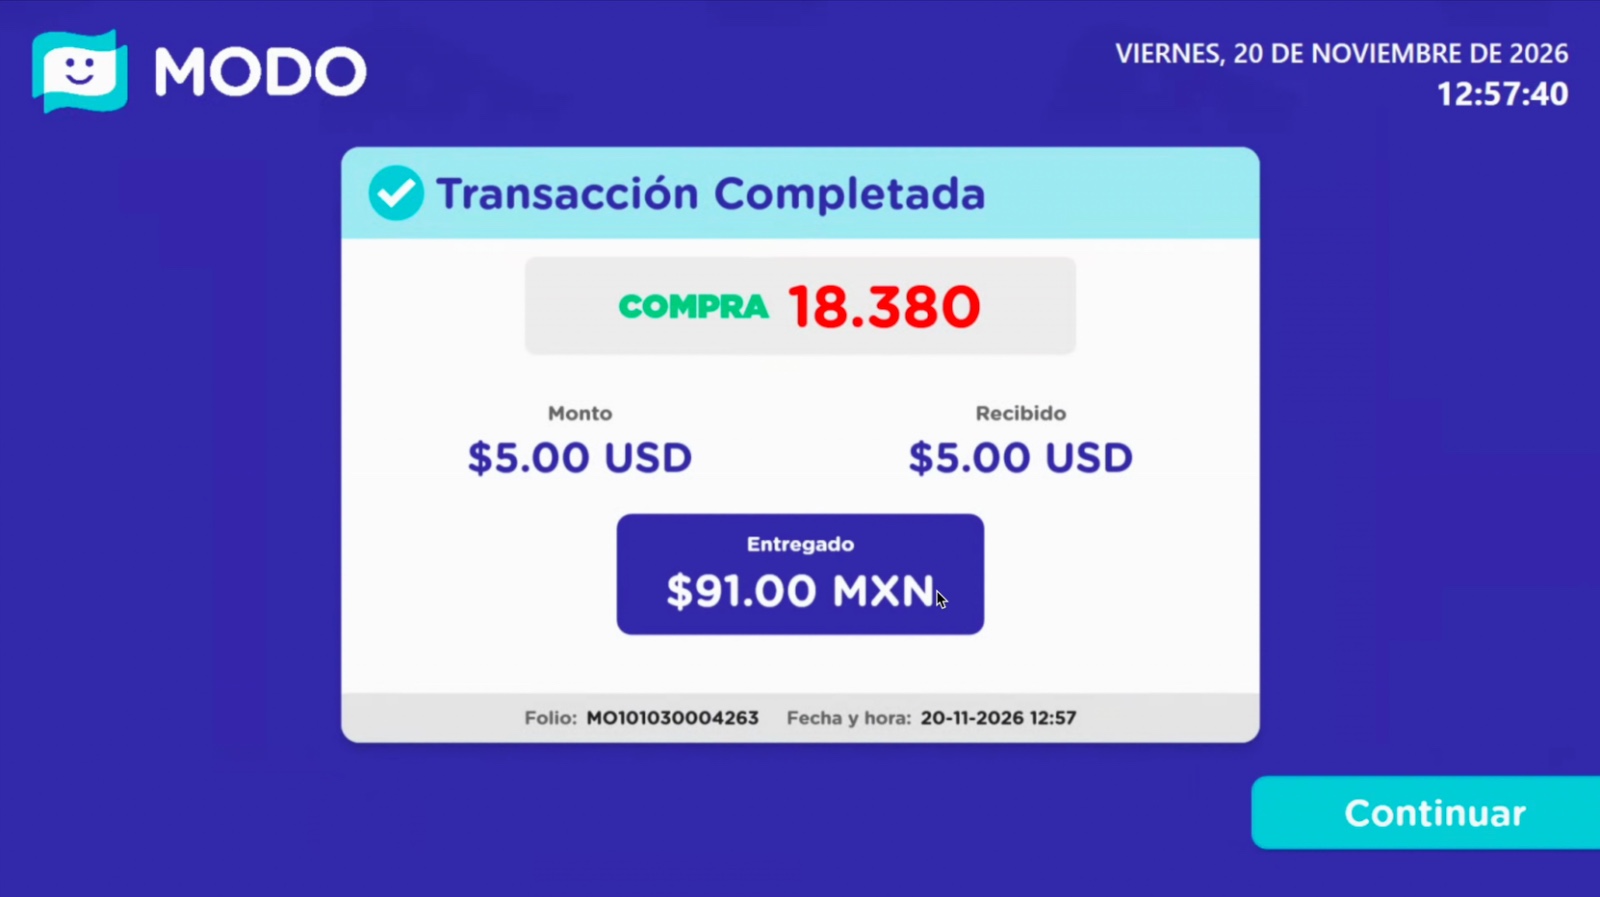 MODO
VIERNES, 20 DE NOVIEMBRE DE 2026
12:57:40
Transacción Completada
COMPRA 18.380
Monto
$5.00 USD
Recibido
$5.00 USD
Entregado
$91.00 MXN
Folio: MO101030004263 Fecha y hora: 20-11-2026 12:57
Continuar